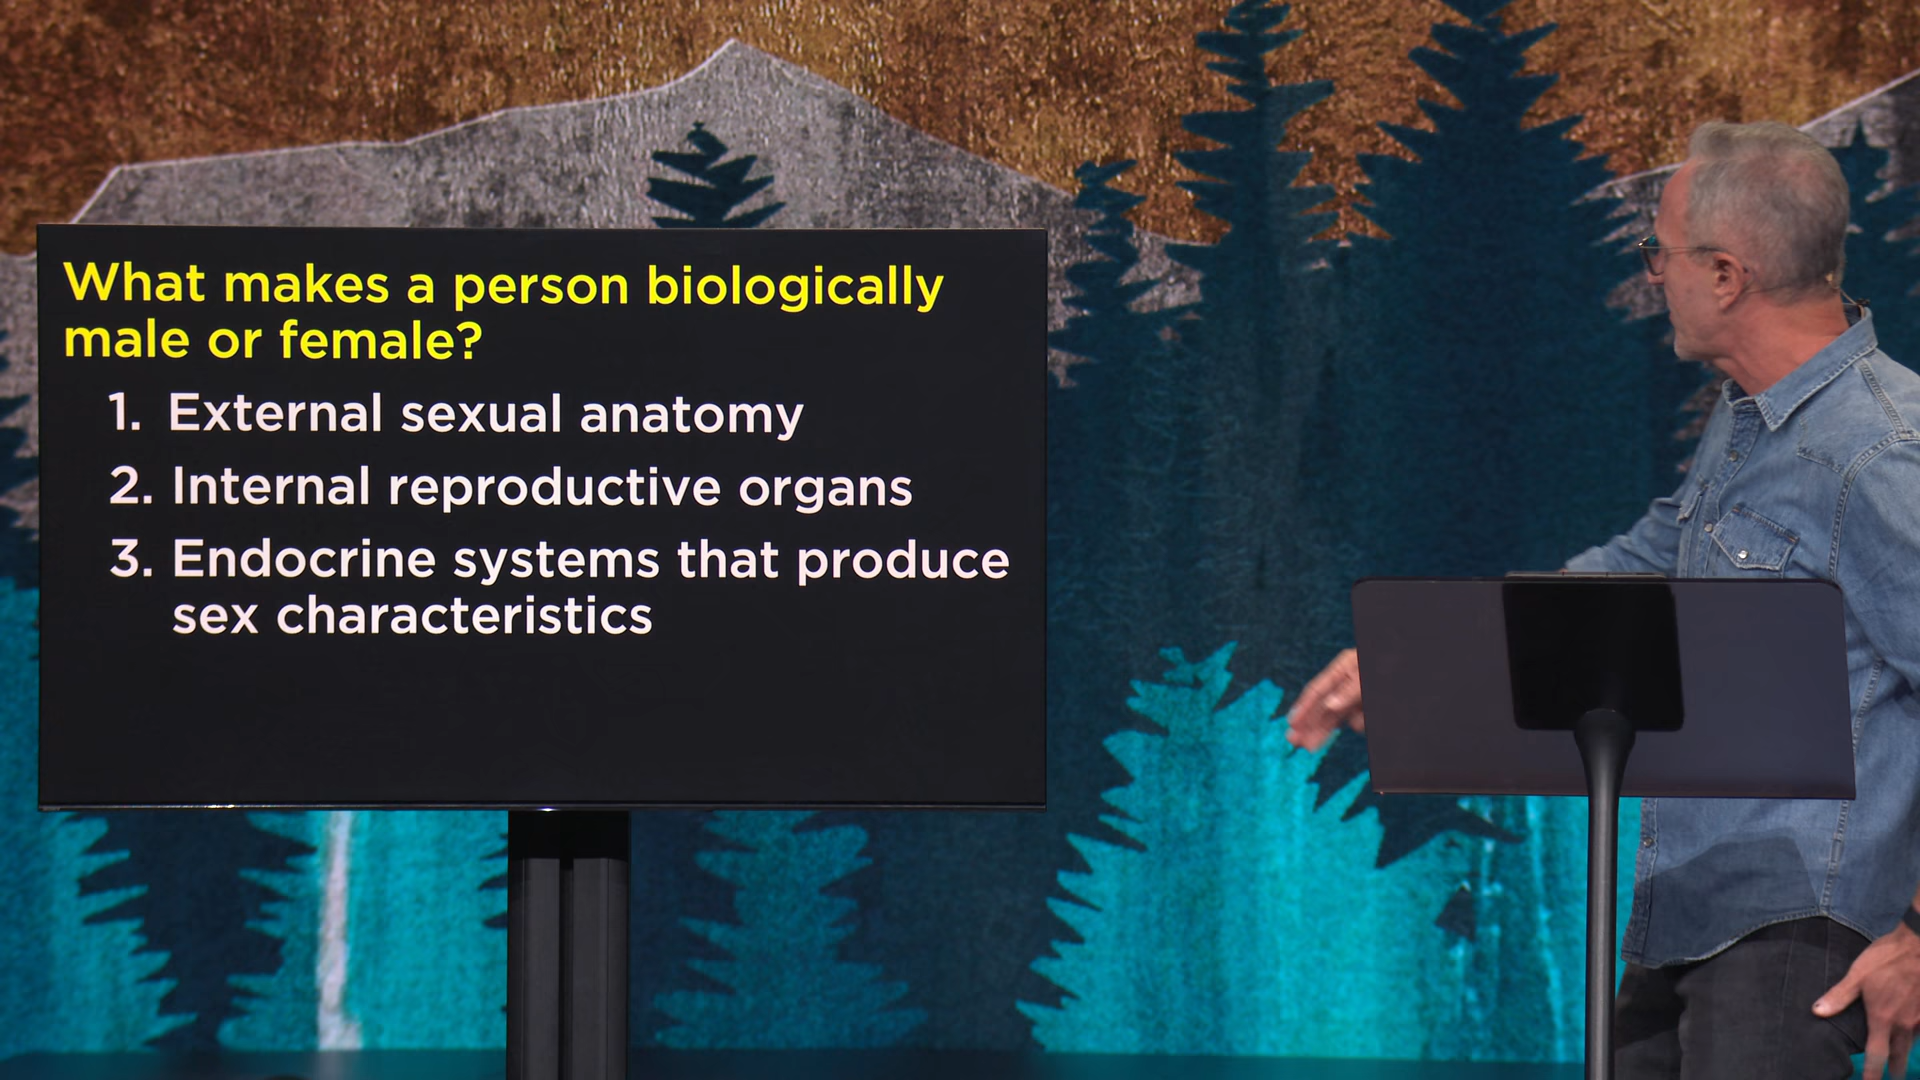 What makes a person biologically
male or female?
1. External sexual anatomy
2. Internal reproductive organs
3. Endocrine systems that produce
sex characteristics